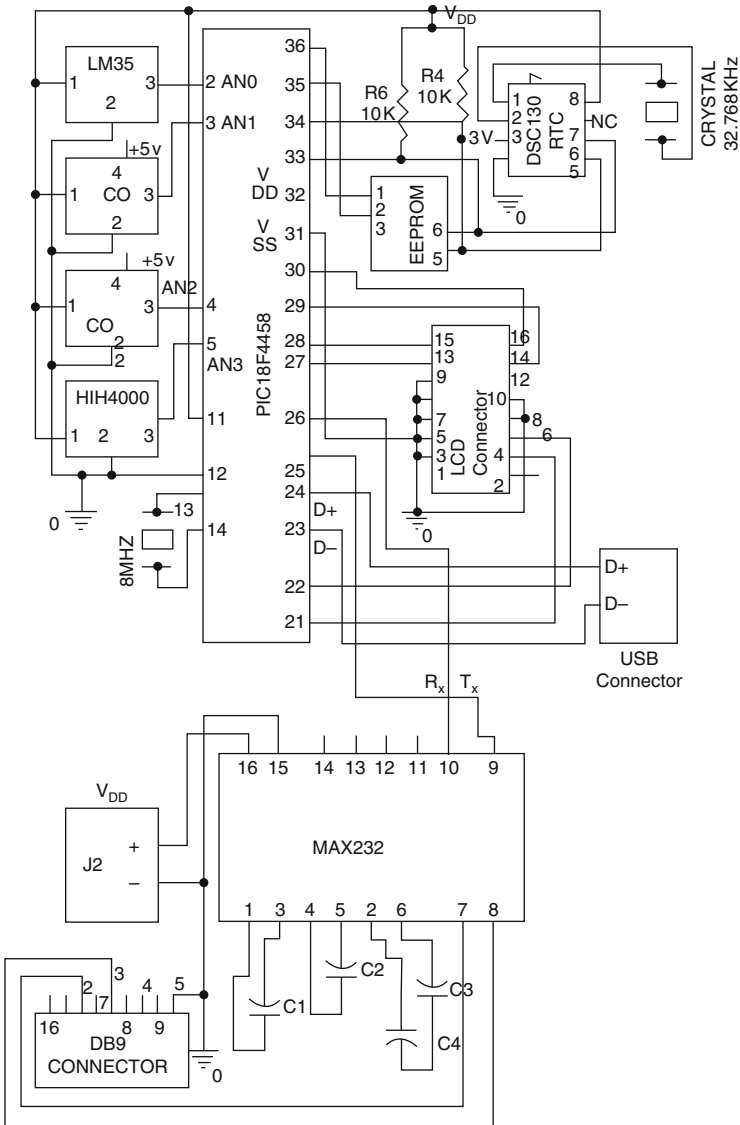 V_DD
LM35
1
3
2
2 AN0
3 AN1
+5v
4
1
CO
3
2
+5v
4
AN2
1
3
4
CO
2
2
5
AN3
HIH4000
1
2
3
11
12
0
13
14
8MHZ
PIC18F4458
36
35
34
33
V
DD
32
V
SS
31
30
29
28
27
26
25
24
D+
23
D–
22
21
R6
10K
R4
10K
1
2
3
EEPROM
6
5
7
1
2
3V
3
DSC130
RTC
8
NC
7
6
5
0
CRYSTAL
32.768KHz
15
13
9
7
5
3
1
LCD
Connector
16
14
12
10
8
6
4
2
0
D+
D–
USB
Connector
R_x
T_x
16
15
14
13
12
11
10
9
MAX232
1
3
4
5
2
6
7
8
V_DD
J2
+
–
C1
C2
C3
C4
2
7
3
4
5
16
8
9
DB9
CONNECTOR
0